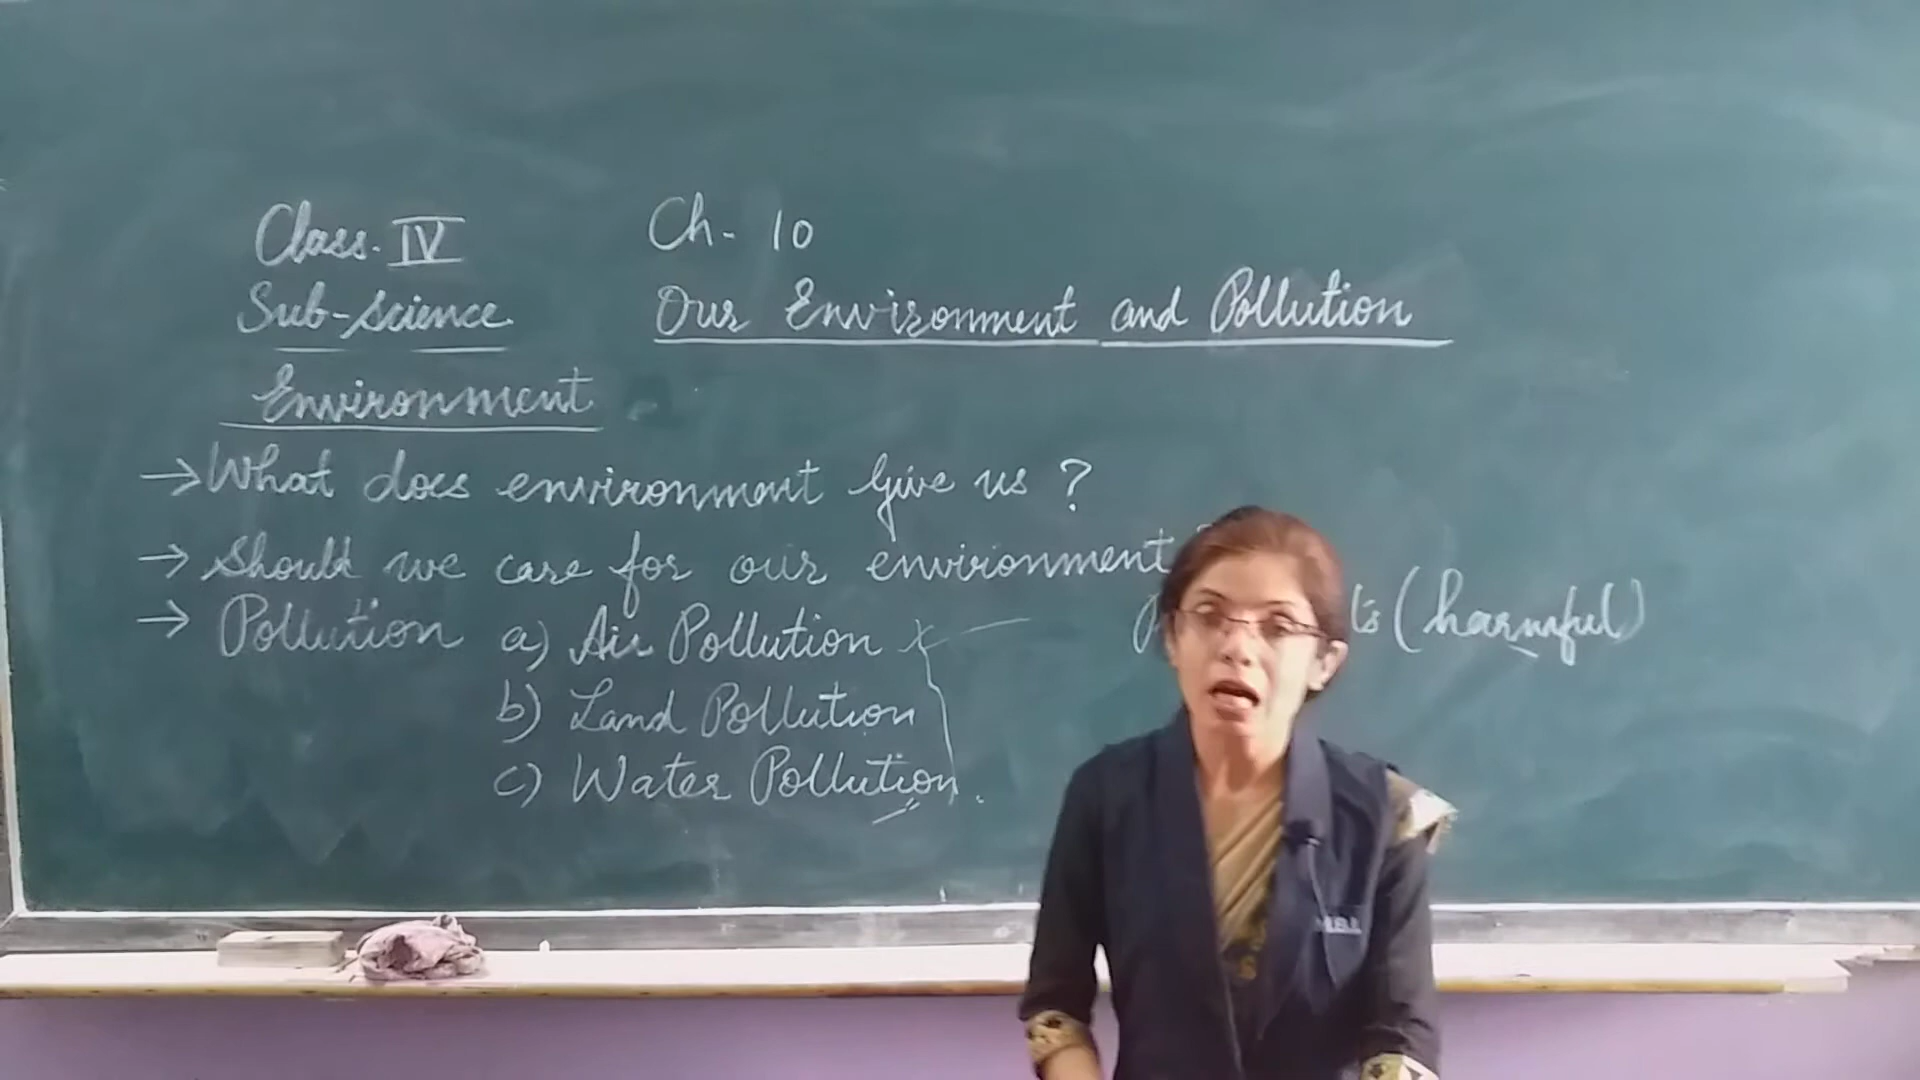 Class. IV
Ch- 10
Sub-science
Our Environment and Pollution
Environment
→ What does environment give us ?
→ Should we care for our environment
→ Pollution a) Air Pollution
(harmful)
b) Land Pollution
c) Water Pollution.